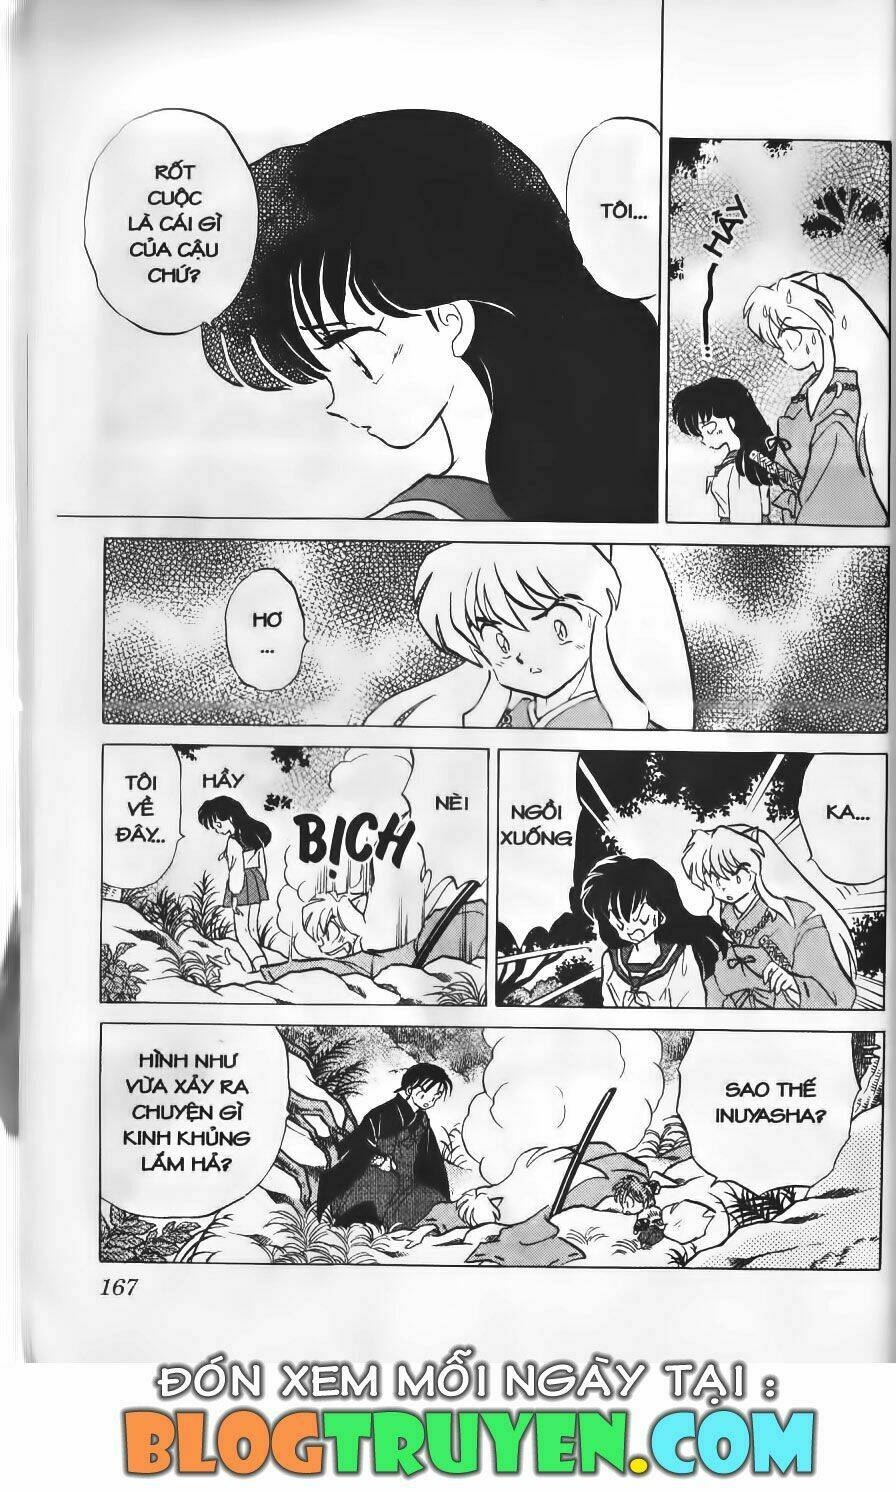 HẦY
TÔI...
RỐT
CUỘC
LÀ CÁI GÌ
CỦA CẬU
CHỨ?
HƠ
...
KA...
NGỒI
XUỐNG
NÈ!
BỊCH
HẦY
TÔI
VỀ
ĐÂY...
SAO THẾ
INUYASHA?
HÌNH NHƯ
VỪA XẢY RA
CHUYỆN GÌ
KINH KHỦNG
LẮM HẢ?
167
ĐÓN XEM MỖI NGÀY TẠI :
BLOGTRUYEN.COM